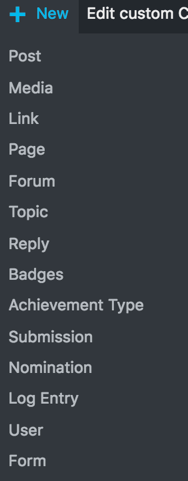 + New Edit custom C
Post
Media
Link
Page
Forum
Topic
Reply
Badges
Achievement Type
Submission
Nomination
Log Entry
User
Form